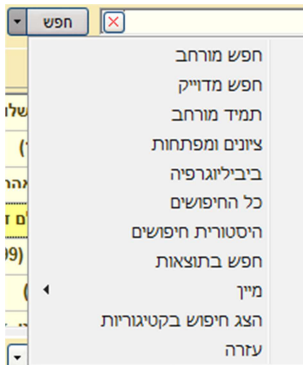 חפש
חפש מורחב
חפש מדוייק
תמיד מורחב
ציונים ומפתחות
ביביליוגרפיה
כל החיפושים
היסטורית חיפושים
חפש בתוצאות
מיין
הצג חיפוש בקטיגוריות
עזרה